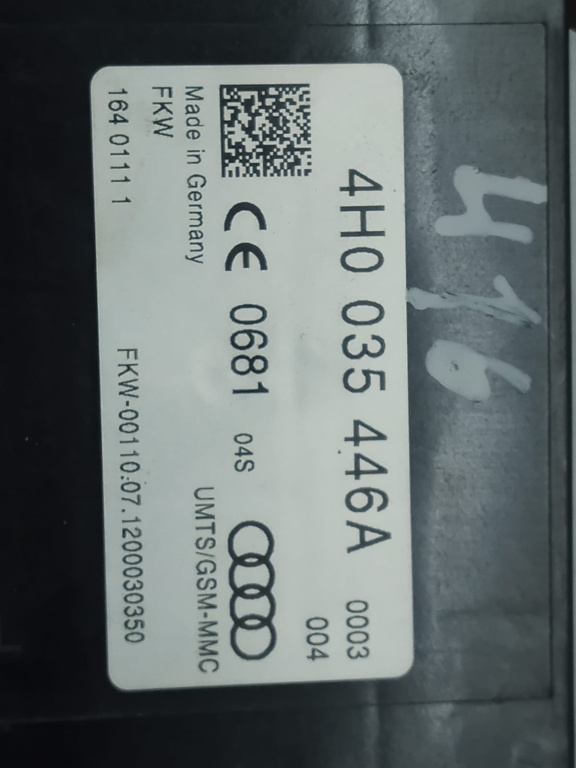 416
4H0 035 446A
0003
004
CE 0681 04S
Made in Germany
UMTS/GSM-MMC
FKW
164 0111 1
FKW-00110.07.1200030350